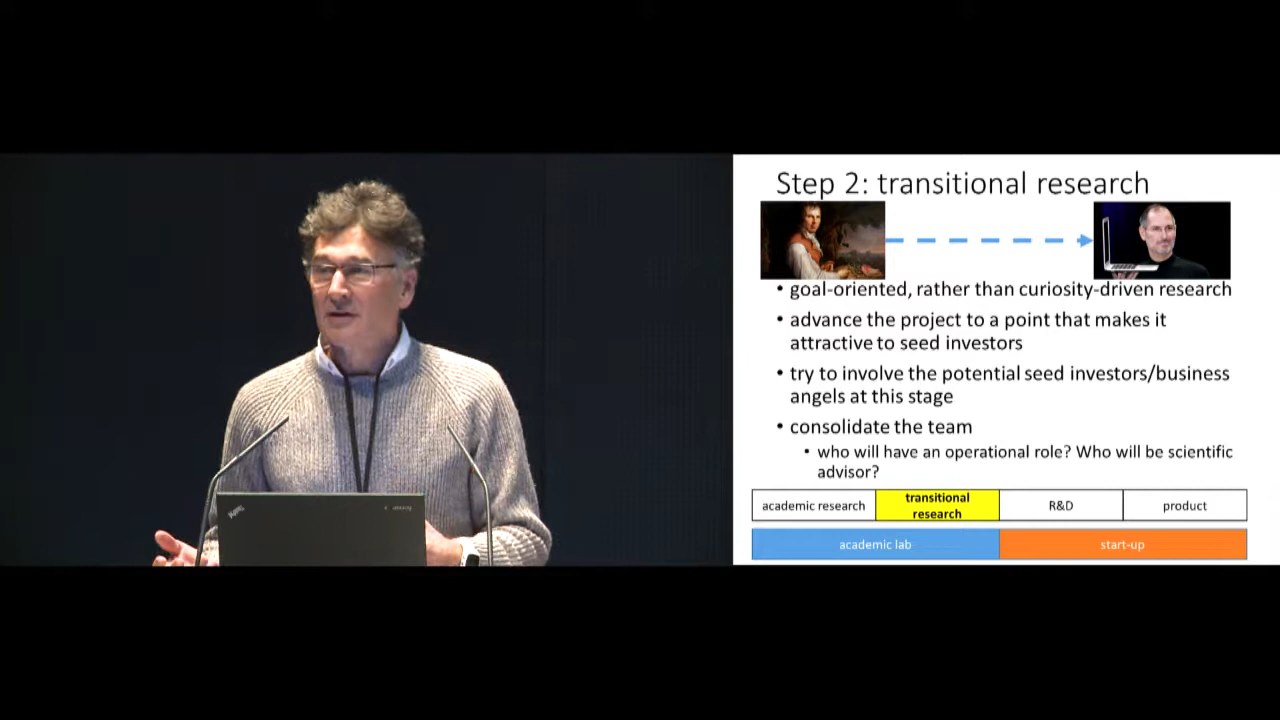 Step 2: transitional research
• goal-oriented, rather than curiosity-driven research
• advance the project to a point that makes it
attractive to seed investors
• try to involve the potential seed investors/business
angels at this stage
• consolidate the team
• who will have an operational role? Who will be scientific
advisor?
academic research
transitional
research
R&D
product
academic lab
start-up